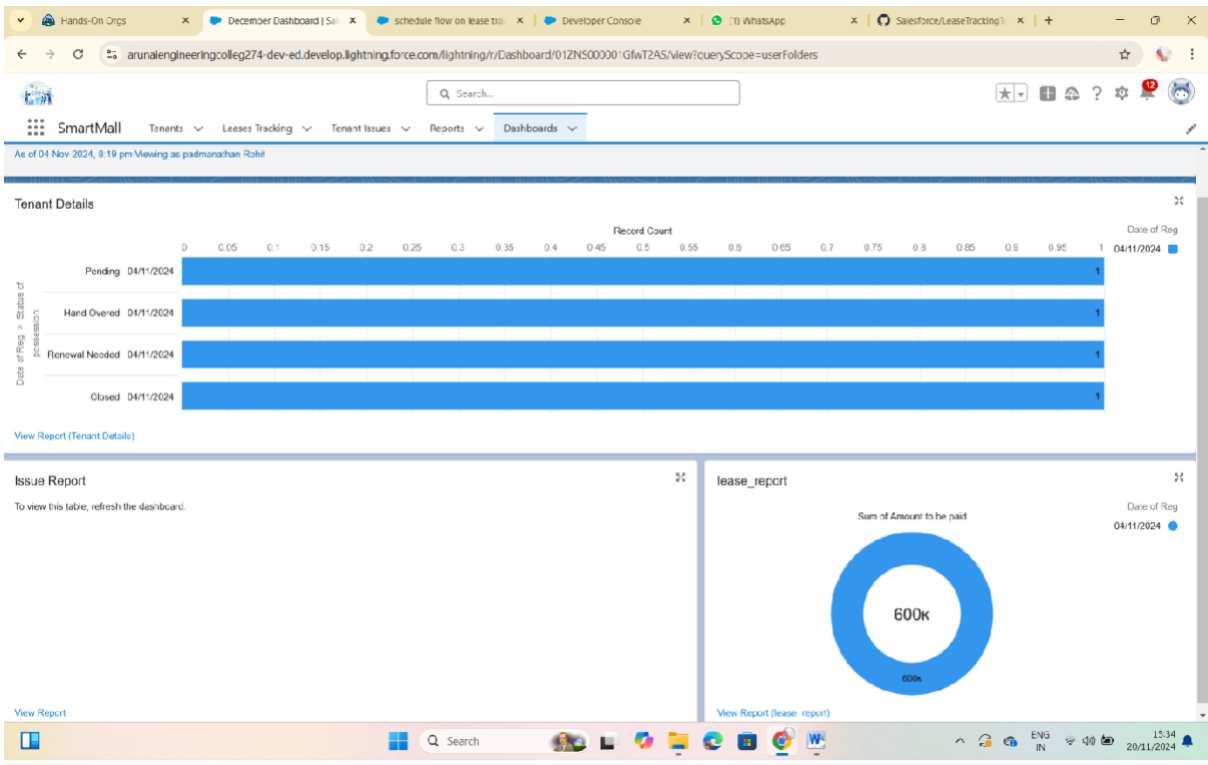 Hands-On Orgs
December Dashboard | Sal
schedule flow on lease trac
Developer Console
(1) WhatsApp
Salesforce/LeaseTrackingT
arunaiengineeringcolleg274-dev-ed.develop.lightning.force.com/lightning/r/Dashboard/01ZNS000001GfwT2AS/view?queryScope=userFolders
Search...
12
SmartMall
Tenants
Leases Tracking
Tenant Issues
Reports
Dashboards
As of 04-Nov-2024, 8:19 pm-Viewing as padmanathan Rohit
Tenant Details
Record Count
0 0.05 0.1 0.15 0.2 0.25 0.3 0.35 0.4 0.45 0.5 0.55 0.6 0.65 0.7 0.75 0.8 0.85 0.9 0.95 1
Date of Reg
04/11/2024
Date of Reg > Status of possession
Pending 04/11/2024 1
Hand Overed 04/11/2024 1
Renewal Needed 04/11/2024 1
Closed 04/11/2024 1
View Report (Tenant Details)
Issue Report
To view this table, refresh the dashboard.
View Report
lease_report
Sum of Amount to be paid
Date of Reg
04/11/2024
600K
600K
View Report (lease_report)
Search
ENG
IN
15:34
20/11/2024